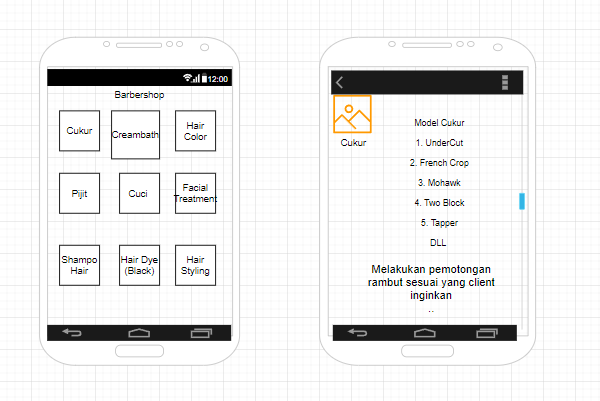 12:00
Barbershop
Cukur
Creambath
Hair
Color
Pijit
Cuci
Facial
Treatment
Shampo
Hair
Hair Dye
(Black)
Hair
Styling
Cukur
Model Cukur
1. UnderCut
2. French Crop
3. Mohawk
4. Two Block
5. Tapper
DLL
Melakukan pemotongan
rambut sesuai yang client
inginkan
..